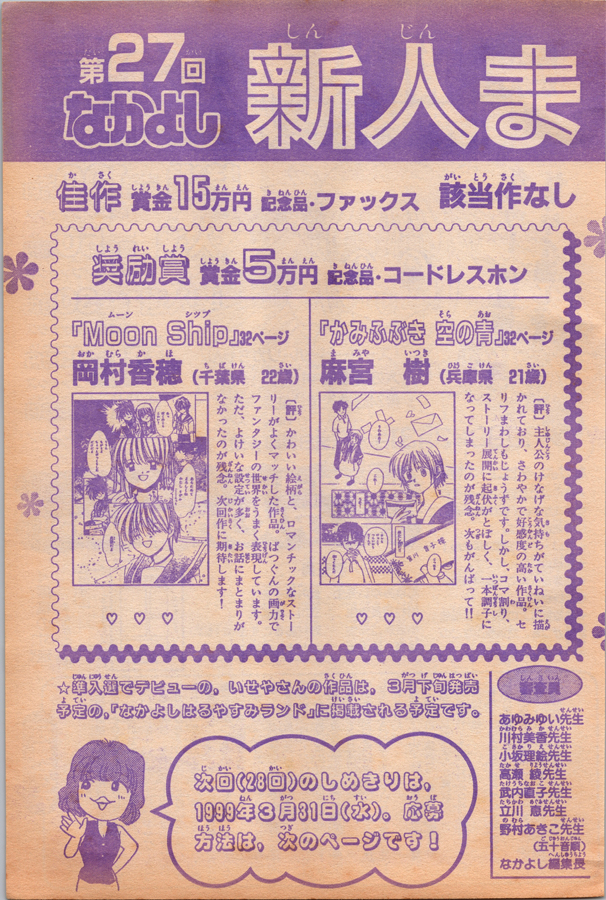 第27回
なかよし
新人ま
佳作 賞金15万円 記念品・ファックス 該当作なし
奨励賞 賞金5万円 記念品・コードレスホン
『Moon Ship』32ページ
岡村香穂 (千葉県 22歳)
『かみふぶき 空の青』32ページ
麻宮 樹 (兵庫県 21歳)
〔評〕主人公のけなげな気持ちがていねいに描
かれており、さわやかで好感度の高い作品。セ
リフまわしもじょうずです。しかし、コマ割り、
ストーリー展開に起伏がとぼしく、一本調子に
なってしまったのが残念。次もがんばって!!
♡ ♡ ♡
〔評〕かわいい絵柄と、ロマンチックなストー
リーがよくマッチした作品。ばつぐんの画力で
ファンタジーの世界をうまく表現しています。
ただ、よけいな設定が多く、お話にまとまりが
なかったのが残念。次回作に期待します!
♡ ♡ ♡
☆準入選でデビューの、いせやさんの作品は、3月下旬発売
予定の、「なかよしはるやすみランド」に掲載される予定です。
次回(28回)のしめきりは、
1999年3月31日(水)。応募
方法は、次のページです!
審査員
あゆみゆい先生
川村美香先生
小坂理絵先生
高瀬 綾先生
武内直子先生
立川 恵先生
野村あきこ先生
(五十音順)
なかよし編集長